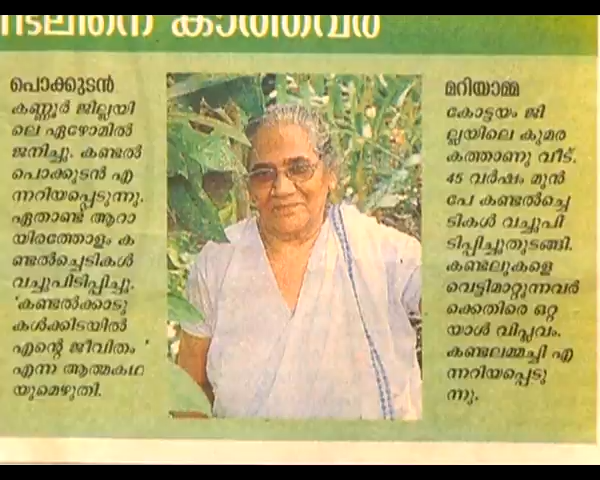 കാത്തവർ
പൊക്കുടൻ
കണ്ണൂർ ജില്ലയി
ലെ ഏഴോമിൽ
ജനിച്ചു. കണ്ടൽ
പൊക്കുടൻ എ
ന്നറിയപ്പെടുന്നു.
ഏതാണ്ട് ആറാ
യിരത്തോളം ക
ണ്ടൽച്ചെടികൾ
വച്ചുപിടിപ്പിച്ചു.
'കണ്ടൽക്കാടു
കൾക്കിടയിൽ
എന്റെ ജീവിതം '
എന്ന ആത്മകഥ
യുമെഴുതി.
മറിയാമ്മ
കോട്ടയം ജി
ല്ലയിലെ കുമര
കത്താണു വീട്.
45 വർഷം മുൻ
പേ കണ്ടൽച്ചെ
ടികൾ വച്ചുപി
ടിപ്പിച്ചുതുടങ്ങി.
കണ്ടലുകളെ
വെട്ടിമാറ്റുന്നവർ
ക്കെതിരെ ഒറ്റ
യാൾ വിപ്ലവം.
കണ്ടലമ്മച്ചി എ
ന്നറിയപ്പെടു
ന്നു.